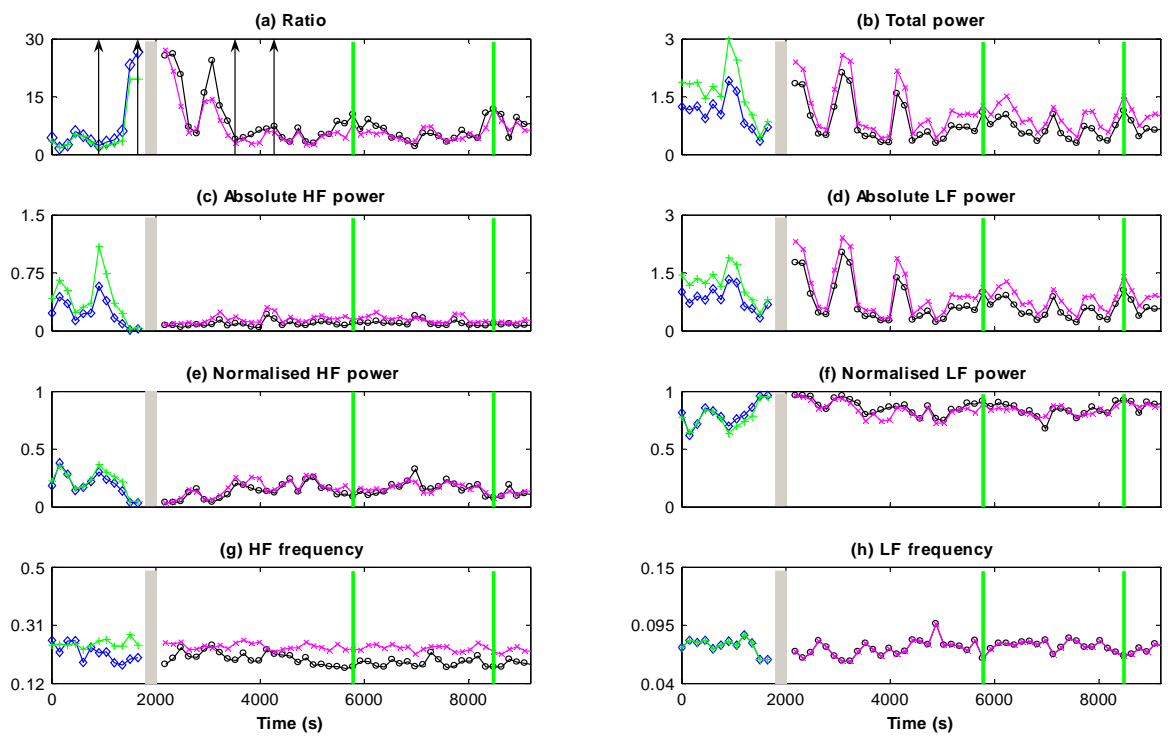 (a) Ratio
30
15
0
(b) Total power
3
1.5
0
(c) Absolute HF power
1.5
0.75
0
(d) Absolute LF power
3
1.5
0
(e) Normalised HF power
1
0.5
0
(f) Normalised LF power
1
0.5
0
(g) HF frequency
0.5
0.31
0.12
0 2000 4000 6000 8000
Time (s)
(h) LF frequency
0.15
0.095
0.04
0 2000 4000 6000 8000
Time (s)